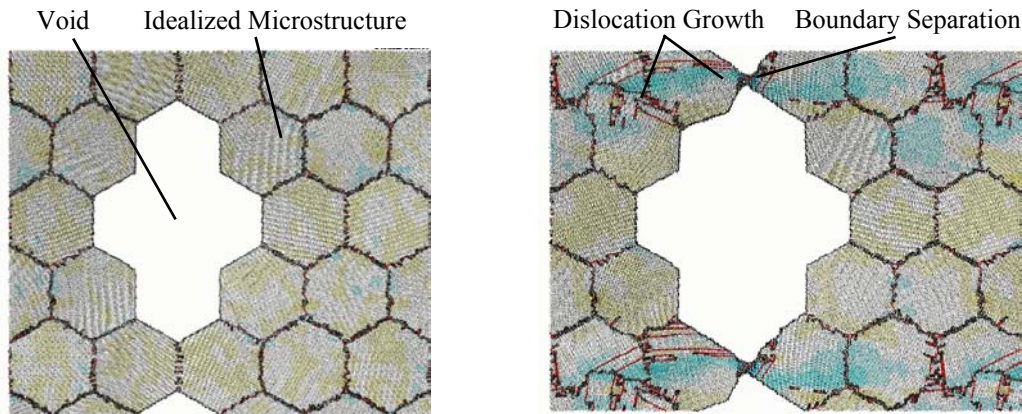 Void
Idealized Microstructure
Dislocation Growth
Boundary Separation